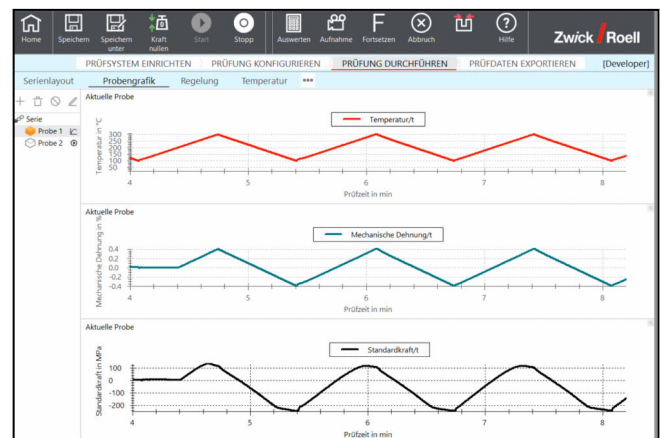 Home
Speichern
Speichern unter
Kraft nullen
Start
Stopp
Auswerten
Aufnahme
Fortsetzen
Abbruch
Hilfe
Zwick Roell
PRÜFSYSTEM EINRICHTEN
PRÜFUNG KONFIGURIEREN
PRÜFUNG DURCHFÜHREN
PRÜFDATEN EXPORTIEREN
[Developer]
Serienlayout
Probengrafik
Regelung
Temperatur
•••
Serie
Probe 1
Probe 2
Aktuelle Probe
Temperatur/t
Temperatur in °C
300
250
200
150
100
50
4 5 6 7 8
Prüfzeit in min
Aktuelle Probe
Mechanische Dehnung/t
Mechanische Dehnung in %
0.4
0.2
0.0
-0.2
-0.4
4 5 6 7 8
Prüfzeit in min
Aktuelle Probe
Standardkraft/t
Standardkraft in MPa
100
0
-100
-200
4 5 6 7 8
Prüfzeit in min